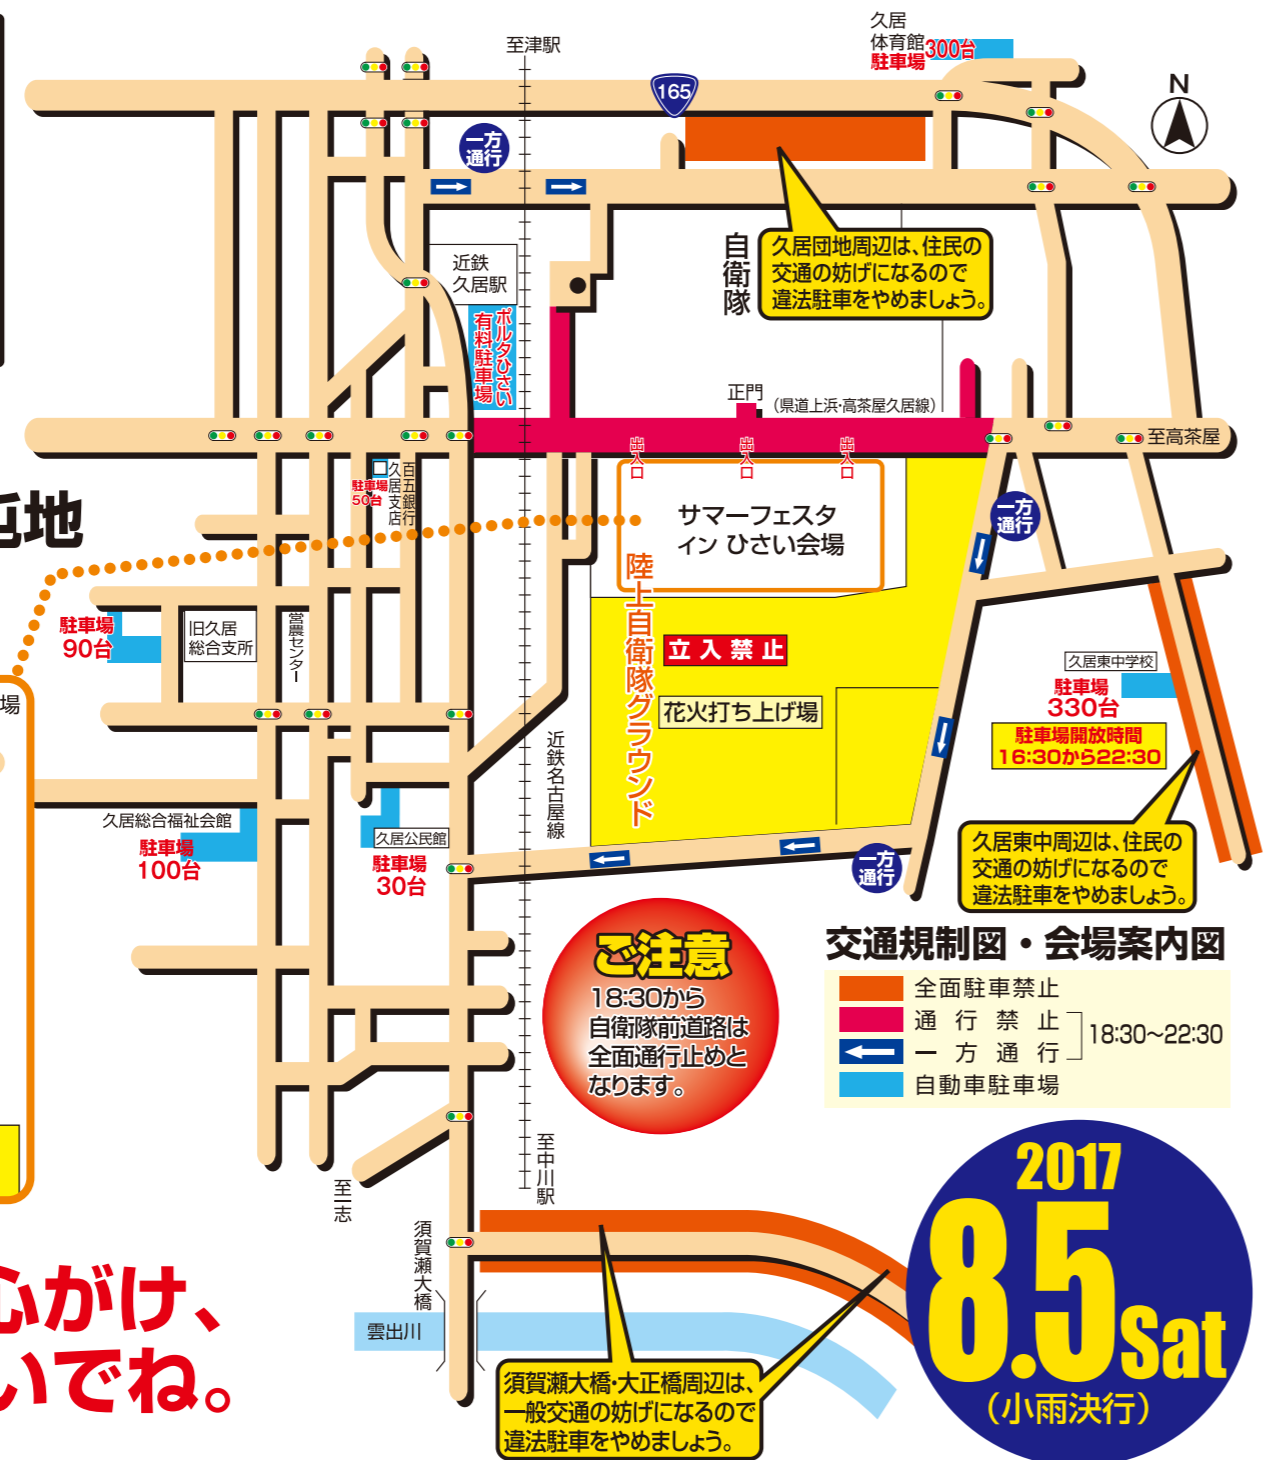 至津駅
久居
体育館
駐車場
300台
165
N
一方
通行
自衛隊
久居団地周辺は、住民の
交通の妨げになるので
違法駐車をやめましょう。
近鉄
久居駅
ポルタひさい
有料駐車場
正門
(県道上浜・高茶屋久居線)
至高茶屋
出入口
出入口
出入口
百五銀行
久居支店
駐車場
50台
屯地
サマーフェスタ
イン ひさい会場
一方
通行
陸上自衛隊グラウンド
立入禁止
花火打ち上げ場
駐車場
90台
旧久居
総合支所
営農センター
場
久居東中学校
駐車場
330台
駐車場開放時間
16:30から22:30
近鉄名古屋線
久居総合福祉会館
駐車場
100台
久居公民館
駐車場
30台
一方
通行
久居東中周辺は、住民の
交通の妨げになるので
違法駐車をやめましょう。
ご注意
18:30から
自衛隊前道路は
全面通行止めと
なります。
交通規制図・会場案内図
全面駐車禁止
通行禁止
一方通行
18:30〜22:30
自動車駐車場
至中川駅
至一志
須賀瀬大橋
雲出川
心がけ、
いでね。
須賀瀬大橋・大正橋周辺は、
一般交通の妨げになるので
違法駐車をやめましょう。
2017
8.5Sat
(小雨決行)